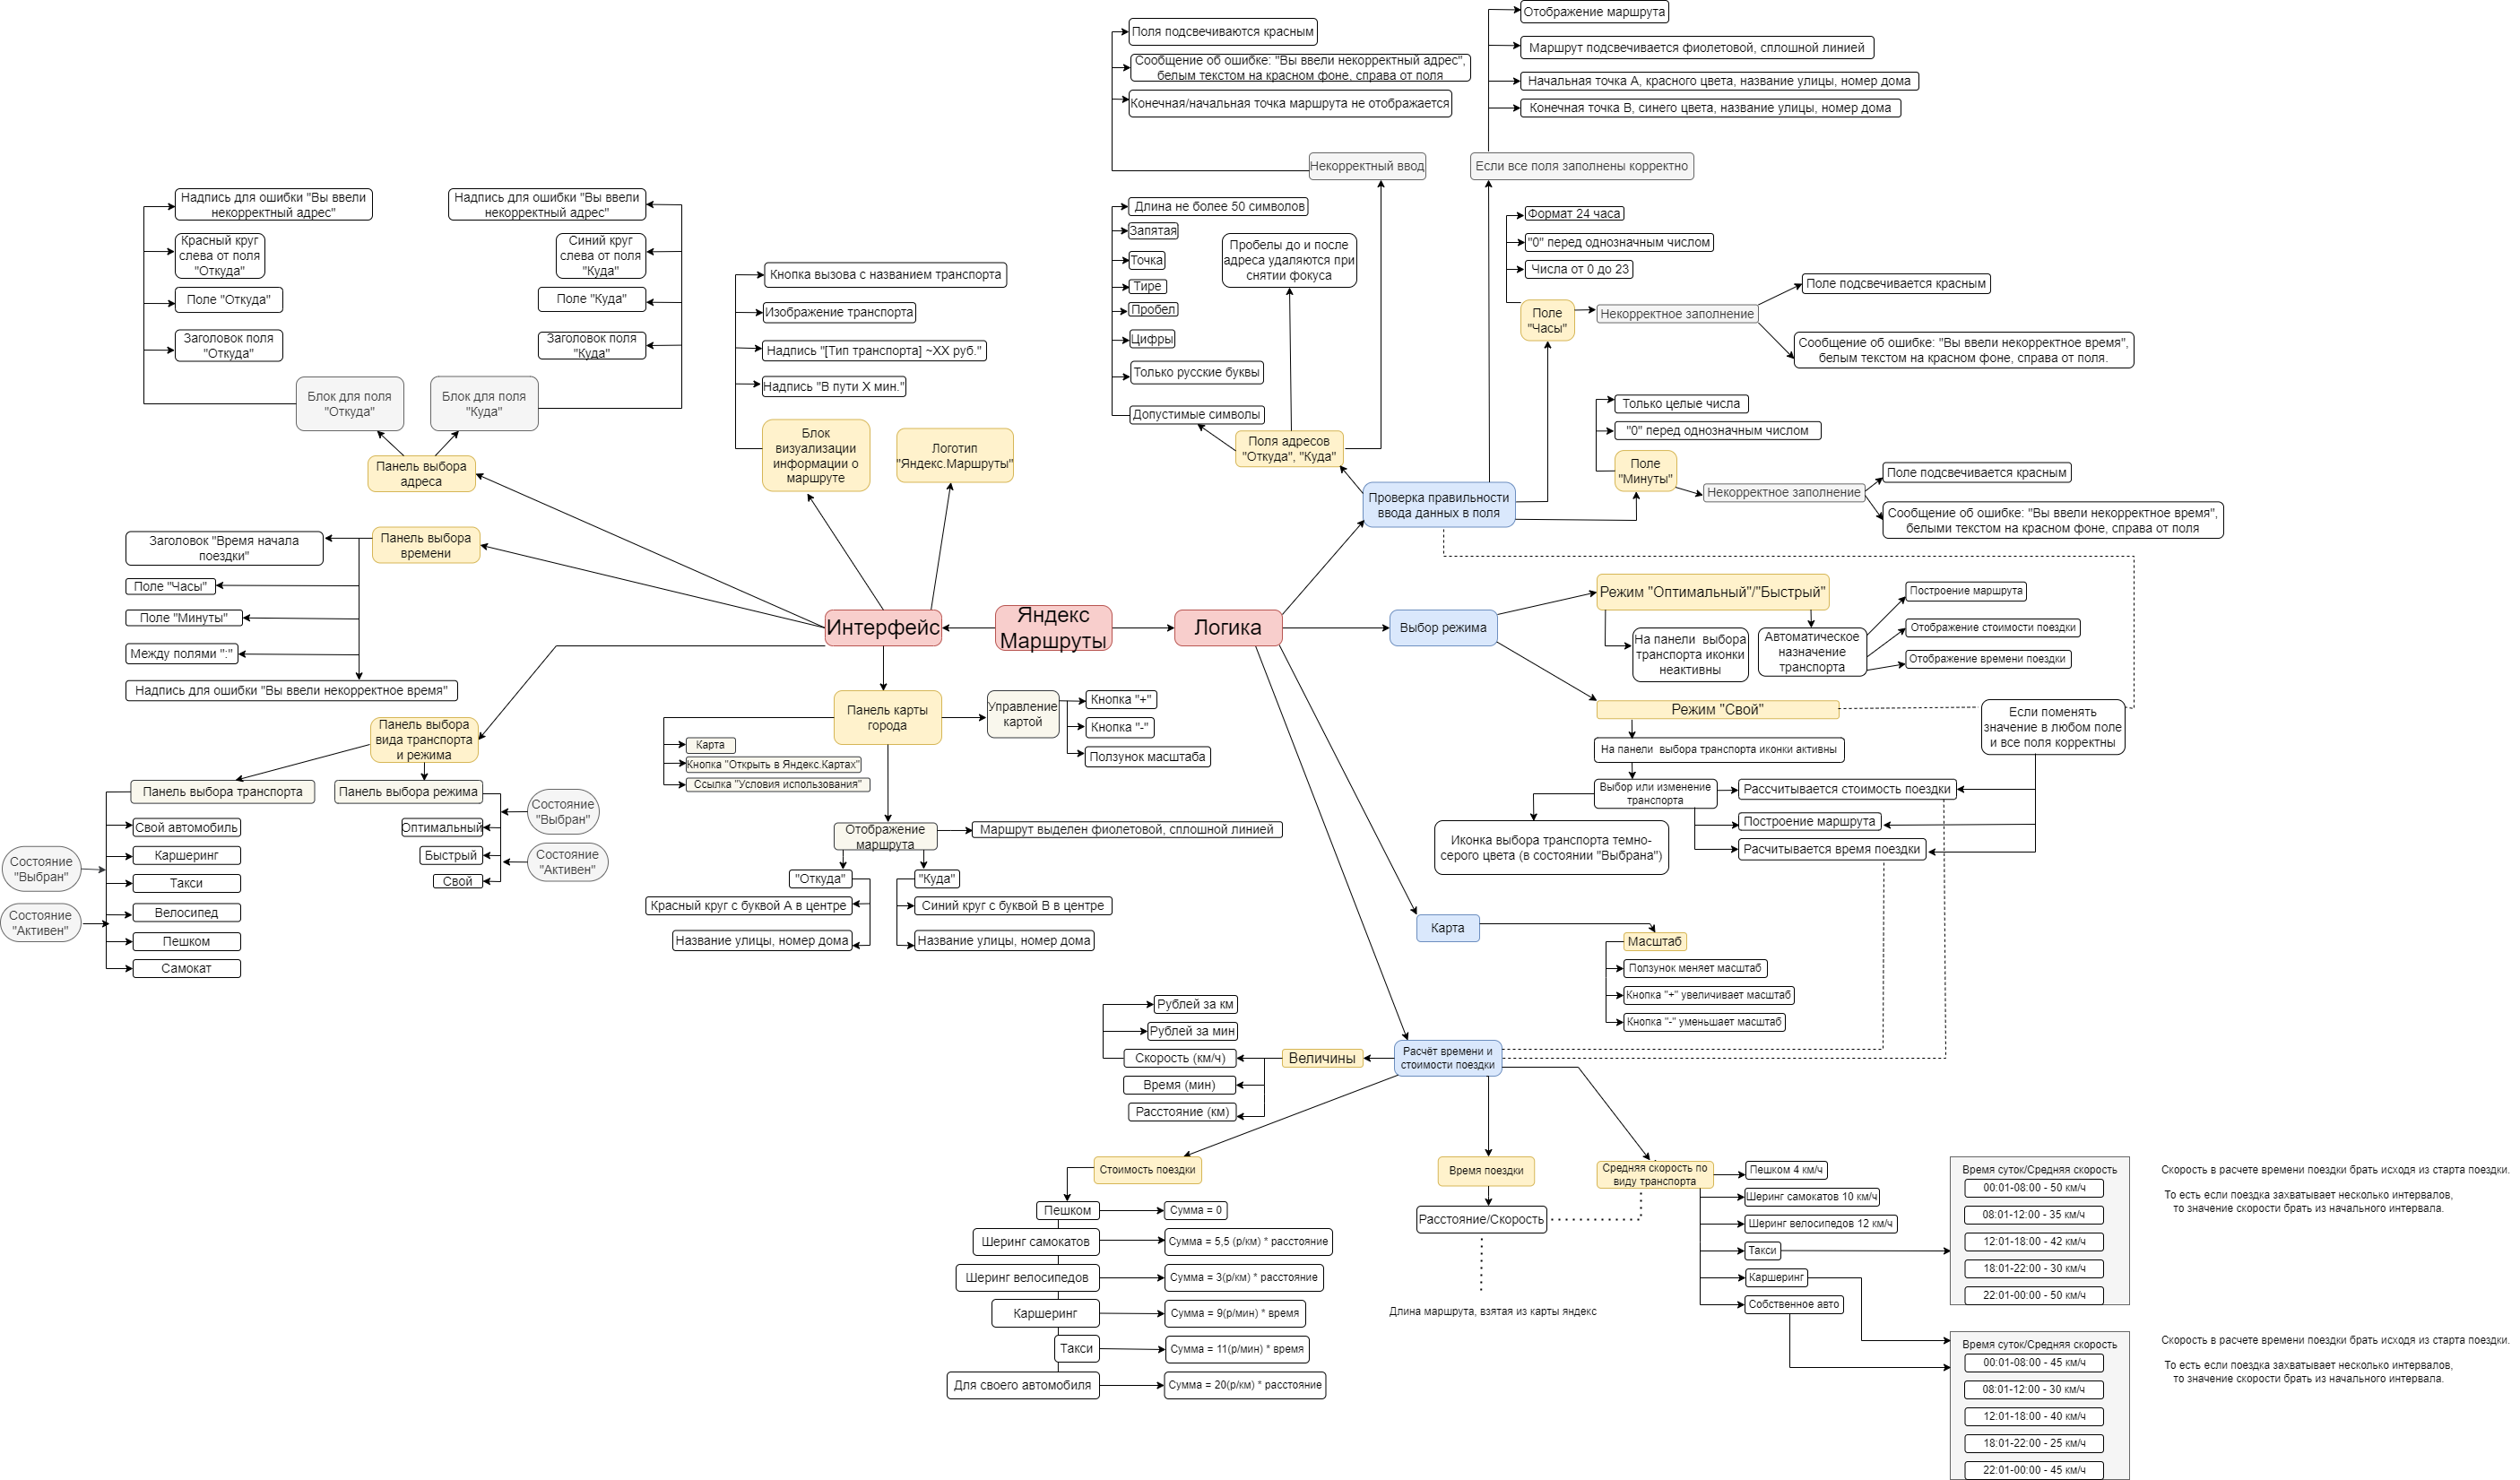 Отображение маршрута
Поля подсвечиваются красным
Маршрут подсвечивается фиолетовой, сплошной линией
Сообщение об ошибке: "Вы ввели некорректный адрес",
белым текстом на красном фоне, справа от поля
Начальная точка А, красного цвета, название улицы, номер дома
Конечная/начальная точка маршрута не отображается
Конечная точка В, синего цвета, название улицы, номер дома
Некорректный ввод
Если все поля заполнены корректно
Надпись для ошибки "Вы ввели
некорректный адрес"
Красный круг
слева от поля
"Откуда"
Поле "Откуда"
Заголовок поля
"Откуда"
Блок для поля
"Откуда"
Надпись для ошибки "Вы ввели
некорректный адрес"
Синий круг
слева от поля
"Куда"
Поле "Куда"
Заголовок поля
"Куда"
Блок для поля
"Куда"
Панель выбора
адреса
Кнопка вызова с названием транспорта
Изображение транспорта
Надпись "[Тип транспорта] ~ХХ руб."
Надпись "В пути Х мин."
Блок
визуализации
информации о
маршруте
Логотип
"Яндекс.Маршруты"
Длина не более 50 символов
Запятая
Точка
Тире
Пробел
Цифры
Только русские буквы
Допустимые символы
Пробелы до и после
адреса удаляются при
снятии фокуса
Поля адресов
"Откуда", "Куда"
Формат 24 часа
"0" перед однозначным числом
Числа от 0 до 23
Поле
"Часы"
Некорректное заполнение
Поле подсвечивается красным
Сообщение об ошибке: "Вы ввели некорректное время",
белым текстом на красном фоне, справа от поля.
Только целые числа
"0" перед однозначным числом
Поле
"Минуты"
Некорректное заполнение
Поле подсвечивается красным
Сообщение об ошибке: "Вы ввели некорректное время",
белыми текстом на красном фоне, справа от поля
Проверка правильности
ввода данных в поля
Панель выбора
времени
Заголовок "Время начала
поездки"
Поле "Часы"
Поле "Минуты"
Между полями ":"
Надпись для ошибки "Вы ввели некорректное время"
Интерфейс
Яндекс
Маршруты
Логика
Выбор режима
Режим "Оптимальный"/"Быстрый"
На панели выбора
транспорта иконки
неактивны
Автоматическое
назначение
транспорта
Построение маршрута
Отображение стоимости поездки
Отображение времени поездки
Режим "Свой"
Если поменять
значение в любом поле
и все поля корректны
На панели выбора транспорта иконки активны
Выбор или изменение
транспорта
Рассчитывается стоимость поездки
Построение маршрута
Расчитывается время поездки
Иконка выбора транспорта темно-
серого цвета (в состоянии "Выбрана")
Панель выбора
вида транспорта
и режима
Панель выбора транспорта
Свой автомобиль
Каршеринг
Такси
Велосипед
Пешком
Самокат
Состояние
"Выбран"
Состояние
"Активен"
Панель выбора режима
Оптимальный
Быстрый
Свой
Состояние
"Выбран"
Состояние
"Активен"
Панель карты
города
Управление
картой
Кнопка "+"
Кнопка "-"
Ползунок масштаба
Карта
Кнопка "Открыть в Яндекс.Картах"
Ссылка "Условия использования"
Отображение
маршрута
Маршрут выделен фиолетовой, сплошной линией
"Откуда"
"Куда"
Красный круг с буквой А в центре
Синий круг с буквой В в центре
Название улицы, номер дома
Название улицы, номер дома
Карта
Масштаб
Ползунок меняет масштаб
Кнопка "+" увеличивает масштаб
Кнопка "-" уменьшает масштаб
Рублей за км
Рублей за мин
Скорость (км/ч)
Время (мин)
Расстояние (км)
Величины
Расчёт времени и
стоимости поездки
Стоимость поездки
Пешком
Сумма = 0
Шеринг самокатов
Сумма = 5,5 (р/км) * расстояние
Шеринг велосипедов
Сумма = 3(р/км) * расстояние
Каршеринг
Сумма = 9(р/мин) * время
Такси
Сумма = 11(р/мин) * время
Для своего автомобиля
Сумма = 20(р/км) * расстояние
Время поездки
Расстояние/Скорость
Длина маршрута, взятая из карты яндекс
Средняя скорость по
виду транспорта
Пешком 4 км/ч
Шеринг самокатов 10 км/ч
Шеринг велосипедов 12 км/ч
Такси
Каршеринг
Собственное авто
Время суток/Средняя скорость
00:01-08:00 - 50 км/ч
08:01-12:00 - 35 км/ч
12:01-18:00 - 42 км/ч
18:01-22:00 - 30 км/ч
22:01-00:00 - 50 км/ч
Скорость в расчете времени поездки брать исходя из старта поездки.
То есть если поездка захватывает несколько интервалов,
то значение скорости брать из начального интервала.
Время суток/Средняя скорость
00:01-08:00 - 45 км/ч
08:01-12:00 - 30 км/ч
12:01-18:00 - 40 км/ч
18:01-22:00 - 25 км/ч
22:01-00:00 - 45 км/ч
Скорость в расчете времени поездки брать исходя из старта поездки.
То есть если поездка захватывает несколько интервалов,
то значение скорости брать из начального интервала.